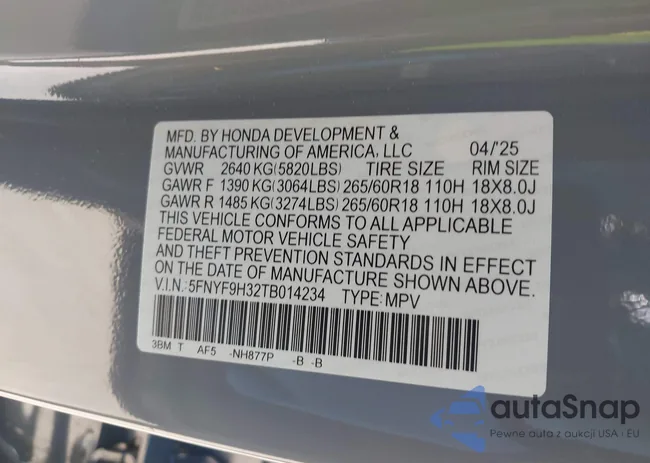 MFD. BY HONDA DEVELOPMENT &
MANUFACTURING OF AMERICA, LLC 04/'25
GVWR 2640 KG(5820LBS) TIRE SIZE RIM SIZE
GAWR F 1390 KG(3064LBS) 265/60R18 110H 18X8.0J
GAWR R 1485 KG(3274LBS) 265/60R18 110H 18X8.0J
THIS VEHICLE CONFORMS TO ALL APPLICABLE
FEDERAL MOTOR VEHICLE SAFETY
AND THEFT PREVENTION STANDARDS IN EFFECT
ON THE DATE OF MANUFACTURE SHOWN ABOVE.
V.I.N.: 5FNYF9H32TB014234 TYPE: MPV
3BM T AF5 -NH877P -B -B
autaSnap
Pewne auta z aukcji USA i EU